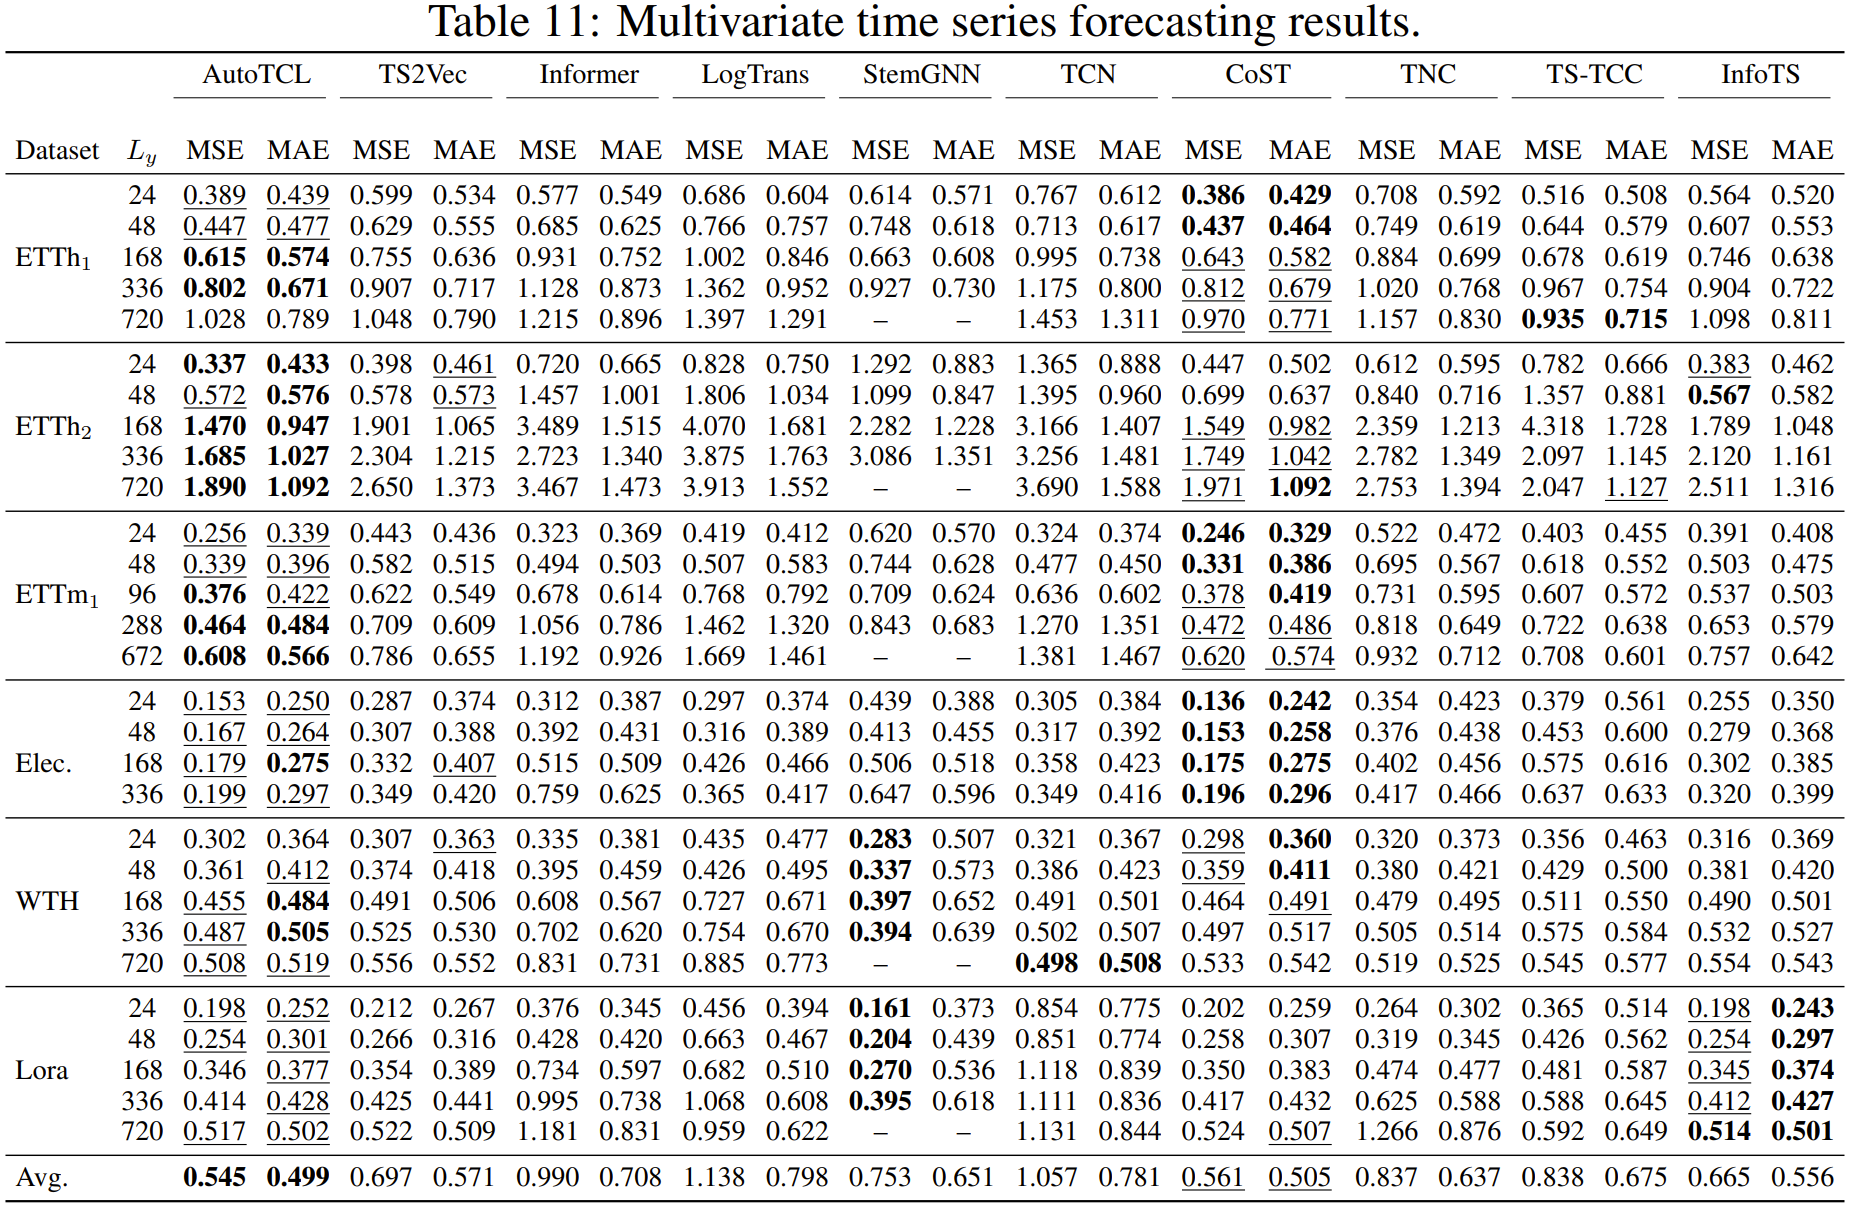 Table 11: Multivariate time series forecasting results.
AutoTCL TS2Vec Informer LogTrans StemGNN TCN CoST TNC TS-TCC InfoTS
Dataset L_y MSE MAE MSE MAE MSE MAE MSE MAE MSE MAE MSE MAE MSE MAE MSE MAE MSE MAE MSE MAE
24 0.389 0.439 0.599 0.534 0.577 0.549 0.686 0.604 0.614 0.571 0.767 0.612 0.386 0.429 0.708 0.592 0.516 0.508 0.564 0.520
48 0.447 0.477 0.629 0.555 0.685 0.625 0.766 0.757 0.748 0.618 0.713 0.617 0.437 0.464 0.749 0.619 0.644 0.579 0.607 0.553
ETTh1 168 0.615 0.574 0.755 0.636 0.931 0.752 1.002 0.846 0.663 0.608 0.995 0.738 0.643 0.582 0.884 0.699 0.678 0.619 0.746 0.638
336 0.802 0.671 0.907 0.717 1.128 0.873 1.362 0.952 0.927 0.730 1.175 0.800 0.812 0.679 1.020 0.768 0.967 0.754 0.904 0.722
720 1.028 0.789 1.048 0.790 1.215 0.896 1.397 1.291 – – 1.453 1.311 0.970 0.771 1.157 0.830 0.935 0.715 1.098 0.811
24 0.337 0.433 0.398 0.461 0.720 0.665 0.828 0.750 1.292 0.883 1.365 0.888 0.447 0.502 0.612 0.595 0.782 0.666 0.383 0.462
48 0.572 0.576 0.578 0.573 1.457 1.001 1.806 1.034 1.099 0.847 1.395 0.960 0.699 0.637 0.840 0.716 1.357 0.881 0.567 0.582
ETTh2 168 1.470 0.947 1.901 1.065 3.489 1.515 4.070 1.681 2.282 1.228 3.166 1.407 1.549 0.982 2.359 1.213 4.318 1.728 1.789 1.048
336 1.685 1.027 2.304 1.215 2.723 1.340 3.875 1.763 3.086 1.351 3.256 1.481 1.749 1.042 2.782 1.349 2.097 1.145 2.120 1.161
720 1.890 1.092 2.650 1.373 3.467 1.473 3.913 1.552 – – 3.690 1.588 1.971 1.092 2.753 1.394 2.047 1.127 2.511 1.316
24 0.256 0.339 0.443 0.436 0.323 0.369 0.419 0.412 0.620 0.570 0.324 0.374 0.246 0.329 0.522 0.472 0.403 0.455 0.391 0.408
48 0.339 0.396 0.582 0.515 0.494 0.503 0.507 0.583 0.744 0.628 0.477 0.450 0.331 0.386 0.695 0.567 0.618 0.552 0.503 0.475
ETTm1 96 0.376 0.422 0.622 0.549 0.678 0.614 0.768 0.792 0.709 0.624 0.636 0.602 0.378 0.419 0.731 0.595 0.607 0.572 0.537 0.503
288 0.464 0.484 0.709 0.609 1.056 0.786 1.462 1.320 0.843 0.683 1.270 1.351 0.472 0.486 0.818 0.649 0.722 0.638 0.653 0.579
672 0.608 0.566 0.786 0.655 1.192 0.926 1.669 1.461 – – 1.381 1.467 0.620 0.574 0.932 0.712 0.708 0.601 0.757 0.642
24 0.153 0.250 0.287 0.374 0.312 0.387 0.297 0.374 0.439 0.388 0.305 0.384 0.136 0.242 0.354 0.423 0.379 0.561 0.255 0.350
48 0.167 0.264 0.307 0.388 0.392 0.431 0.316 0.389 0.413 0.455 0.317 0.392 0.153 0.258 0.376 0.438 0.453 0.600 0.279 0.368
Elec. 168 0.179 0.275 0.332 0.407 0.515 0.509 0.426 0.466 0.506 0.518 0.358 0.423 0.175 0.275 0.402 0.456 0.575 0.616 0.302 0.385
336 0.199 0.297 0.349 0.420 0.759 0.625 0.365 0.417 0.647 0.596 0.349 0.416 0.196 0.296 0.417 0.466 0.637 0.633 0.320 0.399
24 0.302 0.364 0.307 0.363 0.335 0.381 0.435 0.477 0.283 0.507 0.321 0.367 0.298 0.360 0.320 0.373 0.356 0.463 0.316 0.369
48 0.361 0.412 0.374 0.418 0.395 0.459 0.426 0.495 0.337 0.573 0.386 0.423 0.359 0.411 0.380 0.421 0.429 0.500 0.381 0.420
WTH 168 0.455 0.484 0.491 0.506 0.608 0.567 0.727 0.671 0.397 0.652 0.491 0.501 0.464 0.491 0.479 0.495 0.511 0.550 0.490 0.501
336 0.487 0.505 0.525 0.530 0.702 0.620 0.754 0.670 0.394 0.639 0.502 0.507 0.497 0.517 0.505 0.514 0.575 0.584 0.532 0.527
720 0.508 0.519 0.556 0.552 0.831 0.731 0.885 0.773 – – 0.498 0.508 0.533 0.542 0.519 0.525 0.545 0.577 0.554 0.543
24 0.198 0.252 0.212 0.267 0.376 0.345 0.456 0.394 0.161 0.373 0.854 0.775 0.202 0.259 0.264 0.302 0.365 0.514 0.198 0.243
48 0.254 0.301 0.266 0.316 0.428 0.420 0.663 0.467 0.204 0.439 0.851 0.774 0.258 0.307 0.319 0.345 0.426 0.562 0.254 0.297
Lora 168 0.346 0.377 0.354 0.389 0.734 0.597 0.682 0.510 0.270 0.536 1.118 0.839 0.350 0.383 0.474 0.477 0.481 0.587 0.345 0.374
336 0.414 0.428 0.425 0.441 0.995 0.738 1.068 0.608 0.395 0.618 1.111 0.836 0.417 0.432 0.625 0.588 0.588 0.645 0.412 0.427
720 0.517 0.502 0.522 0.509 1.181 0.831 0.959 0.622 – – 1.131 0.844 0.524 0.507 1.266 0.876 0.592 0.649 0.514 0.501
Avg. 0.545 0.499 0.697 0.571 0.990 0.708 1.138 0.798 0.753 0.651 1.057 0.781 0.561 0.505 0.837 0.637 0.838 0.675 0.665 0.556